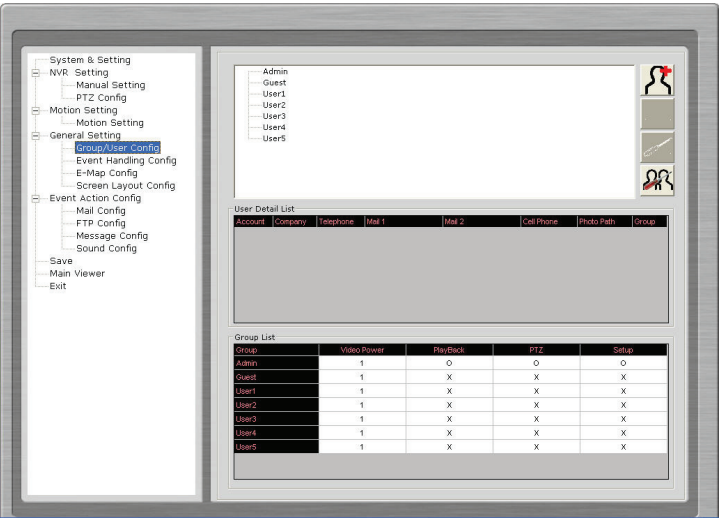 System & Setting
NVR Setting
Manual Setting
PTZ Config
Motion Setting
Motion Setting
General Setting
Group/User Config
Event Handling Config
E-Map Config
Screen Layout Config
Event Action Config
Mail Config
FTP Config
Message Config
Sound Config
Save
Main Viewer
Exit
Admin
Guest
User1
User2
User3
User4
User5
User Detail List
Account Company Telephone Mail 1 Mail 2 Cell Phone Photo Path Group
Group List
Group Video Power PlayBack PTZ Setup
Admin 1 O O O
Guest 1 X X X
User1 1 X X X
User2 1 X X X
User3 1 X X X
User4 1 X X X
User5 1 X X X